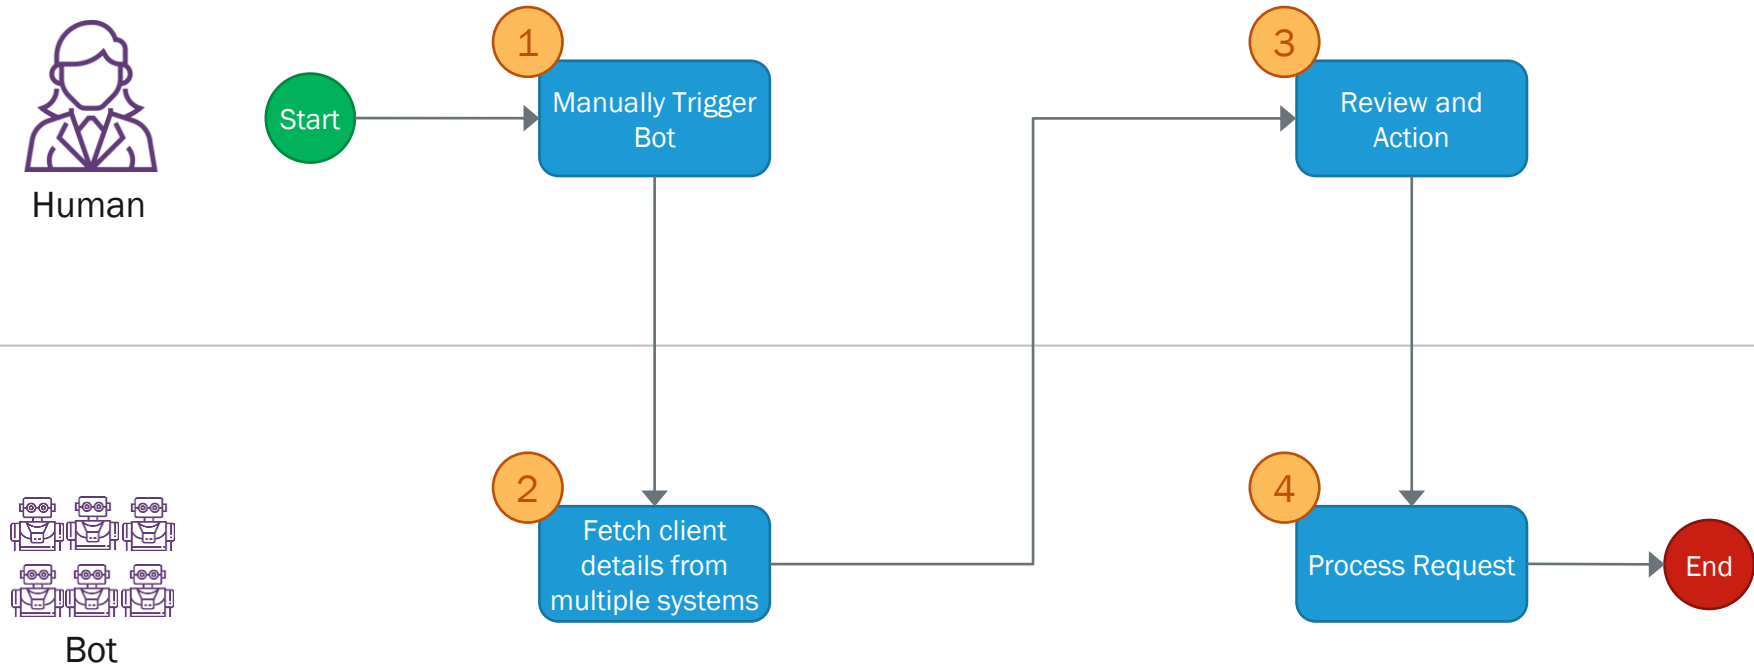 Human
Start
1
Manually Trigger
Bot
2
Fetch client
details from
multiple systems
3
Review and
Action
4
Process Request
End
Bot